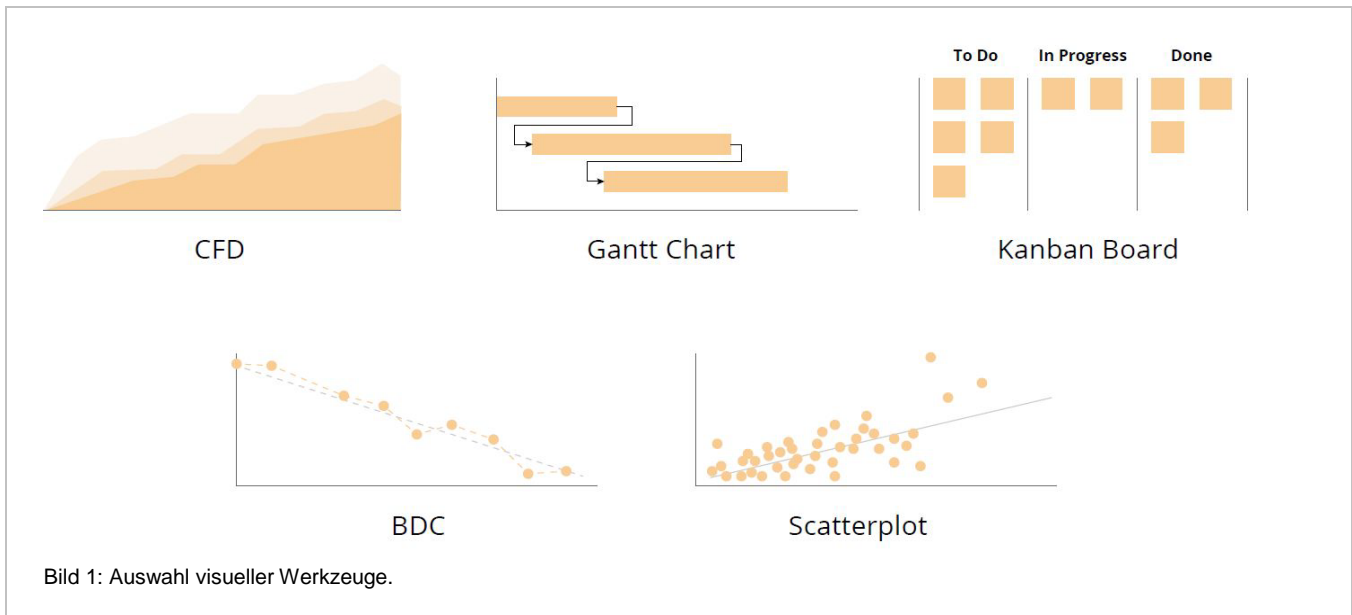 To Do In Progress Done
CFD Gantt Chart Kanban Board
BDC Scatterplot
Bild 1: Auswahl visueller Werkzeuge.